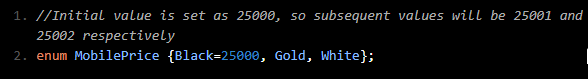 1. //Initial value is set as 25000, so subsequent values will be 25001 and
25002 respectively
2. enum MobilePrice {Black=25000, Gold, White};